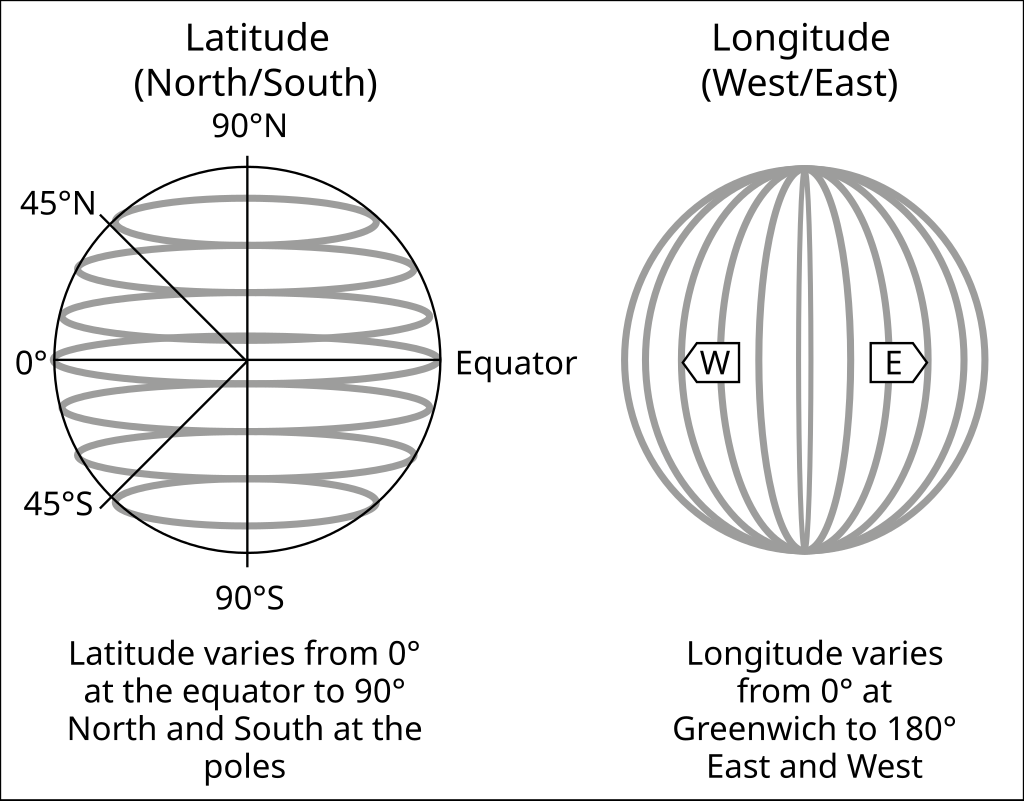 Latitude
(North/South)
90°N
45°N
0°
Equator
45°S
90°S
Latitude varies from 0°
at the equator to 90°
North and South at the
poles
Longitude
(West/East)
W
E
Longitude varies
from 0° at
Greenwich to 180°
East and West